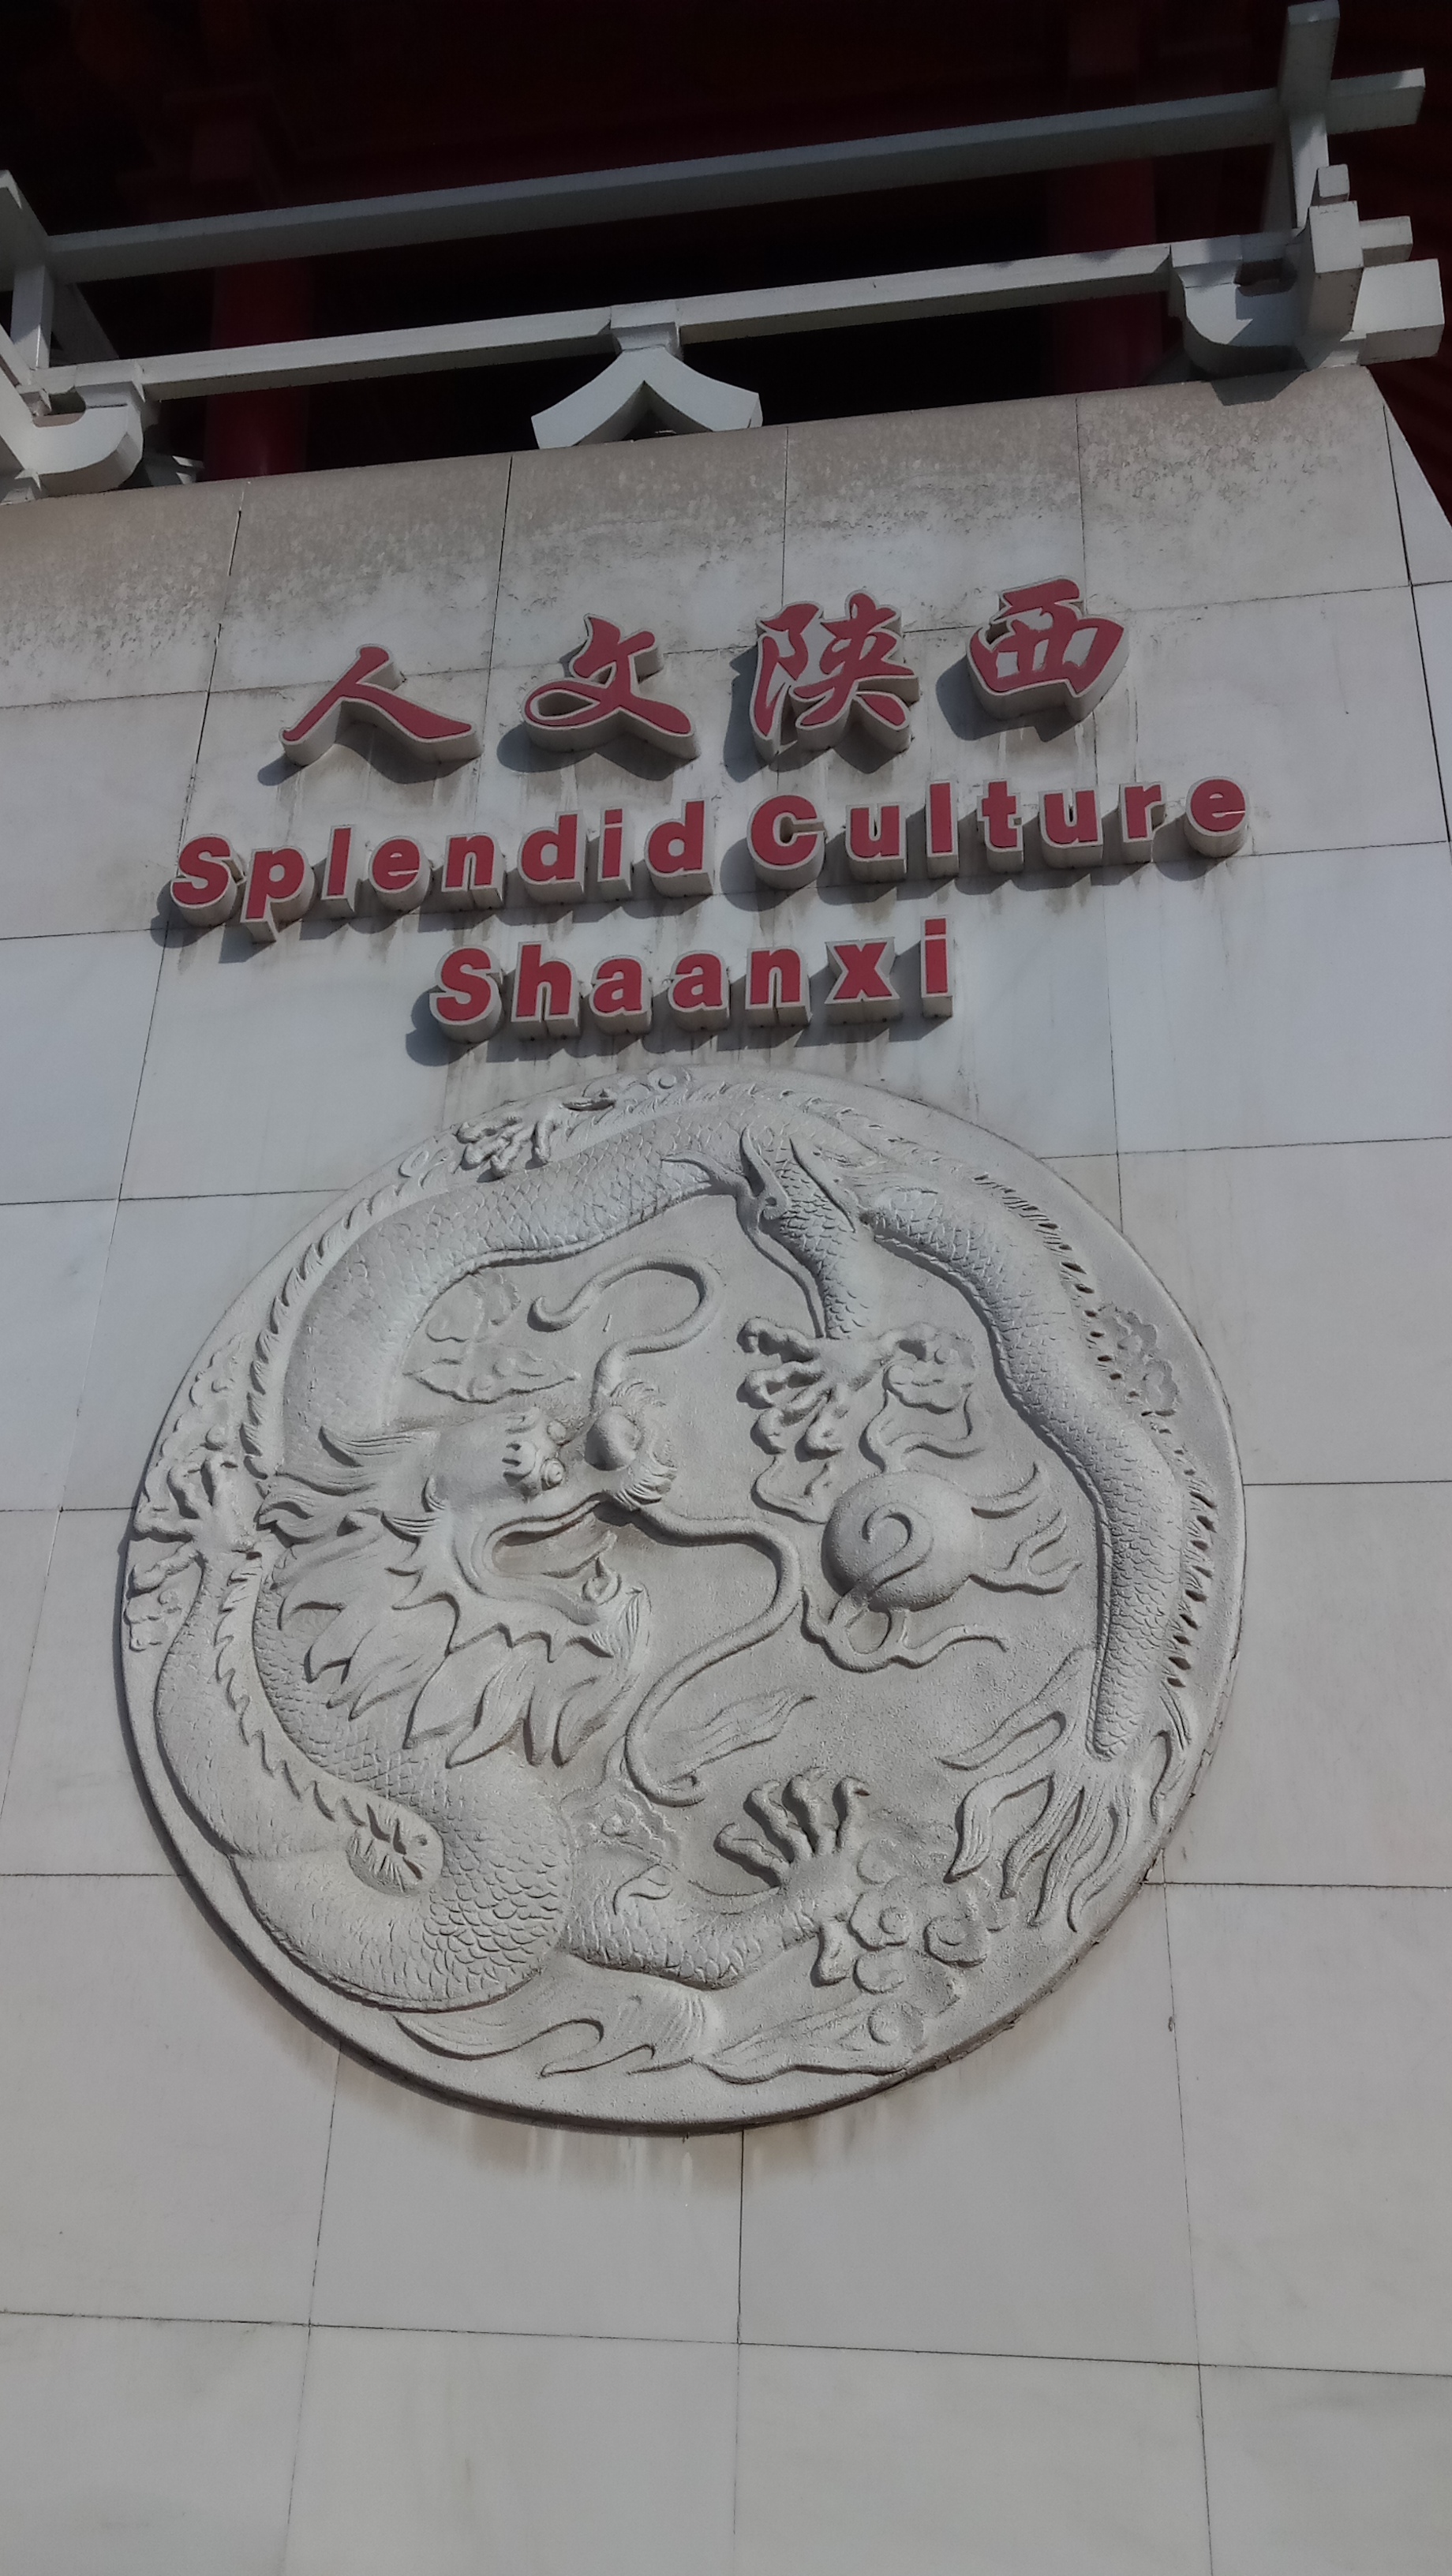 人文陕西
Splendid Culture
Shaanxi